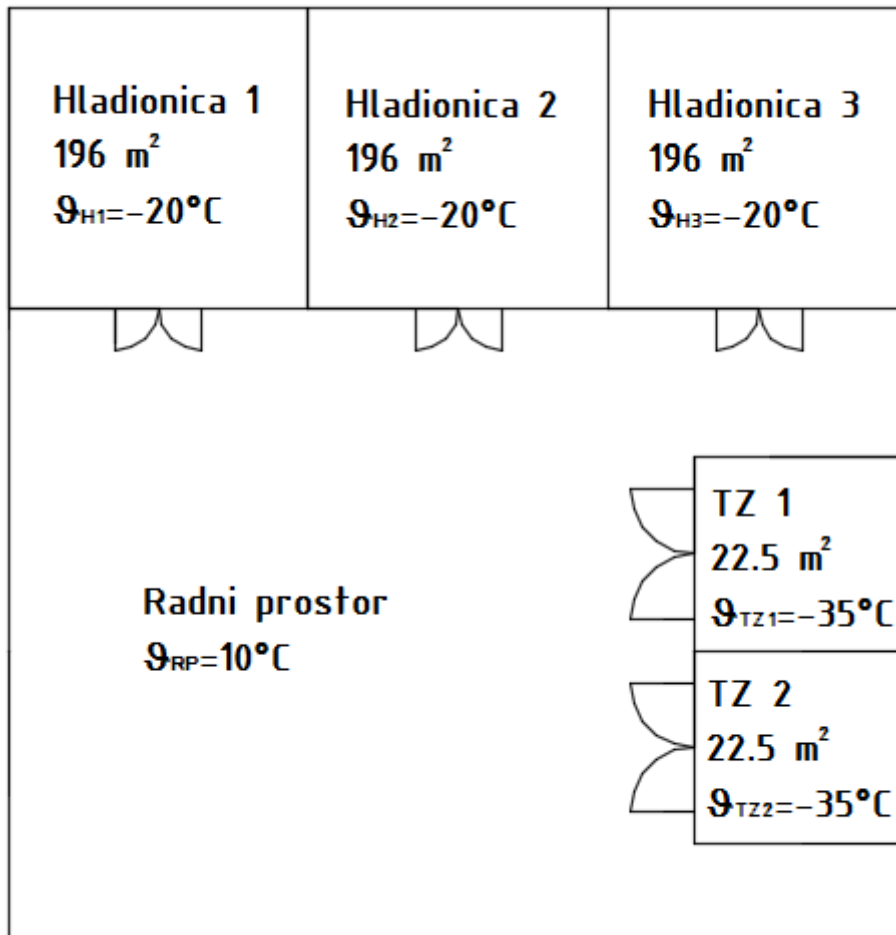 Hladionica 1
196 m²
ϑH1=-20°C
Hladionica 2
196 m²
ϑH2=-20°C
Hladionica 3
196 m²
ϑH3=-20°C
TZ 1
22.5 m²
ϑTZ1=-35°C
Radni prostor
ϑRP=10°C
TZ 2
22.5 m²
ϑTZ2=-35°C